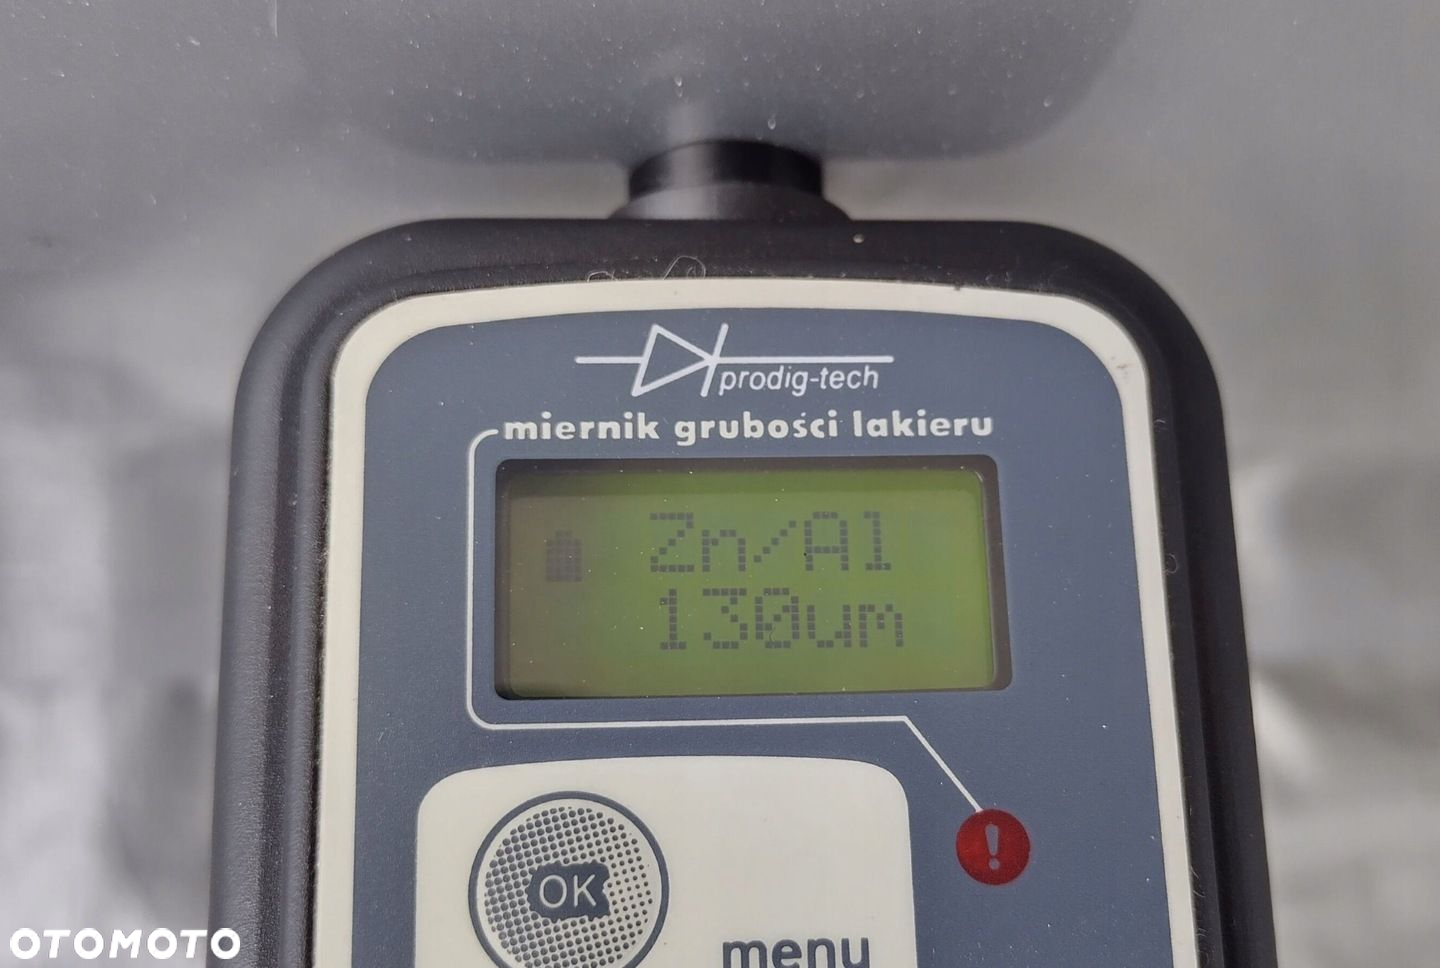 prodig-tech
miernik grubości lakieru
Zn/Al
130um
!
OK
menu
OTOMOTO